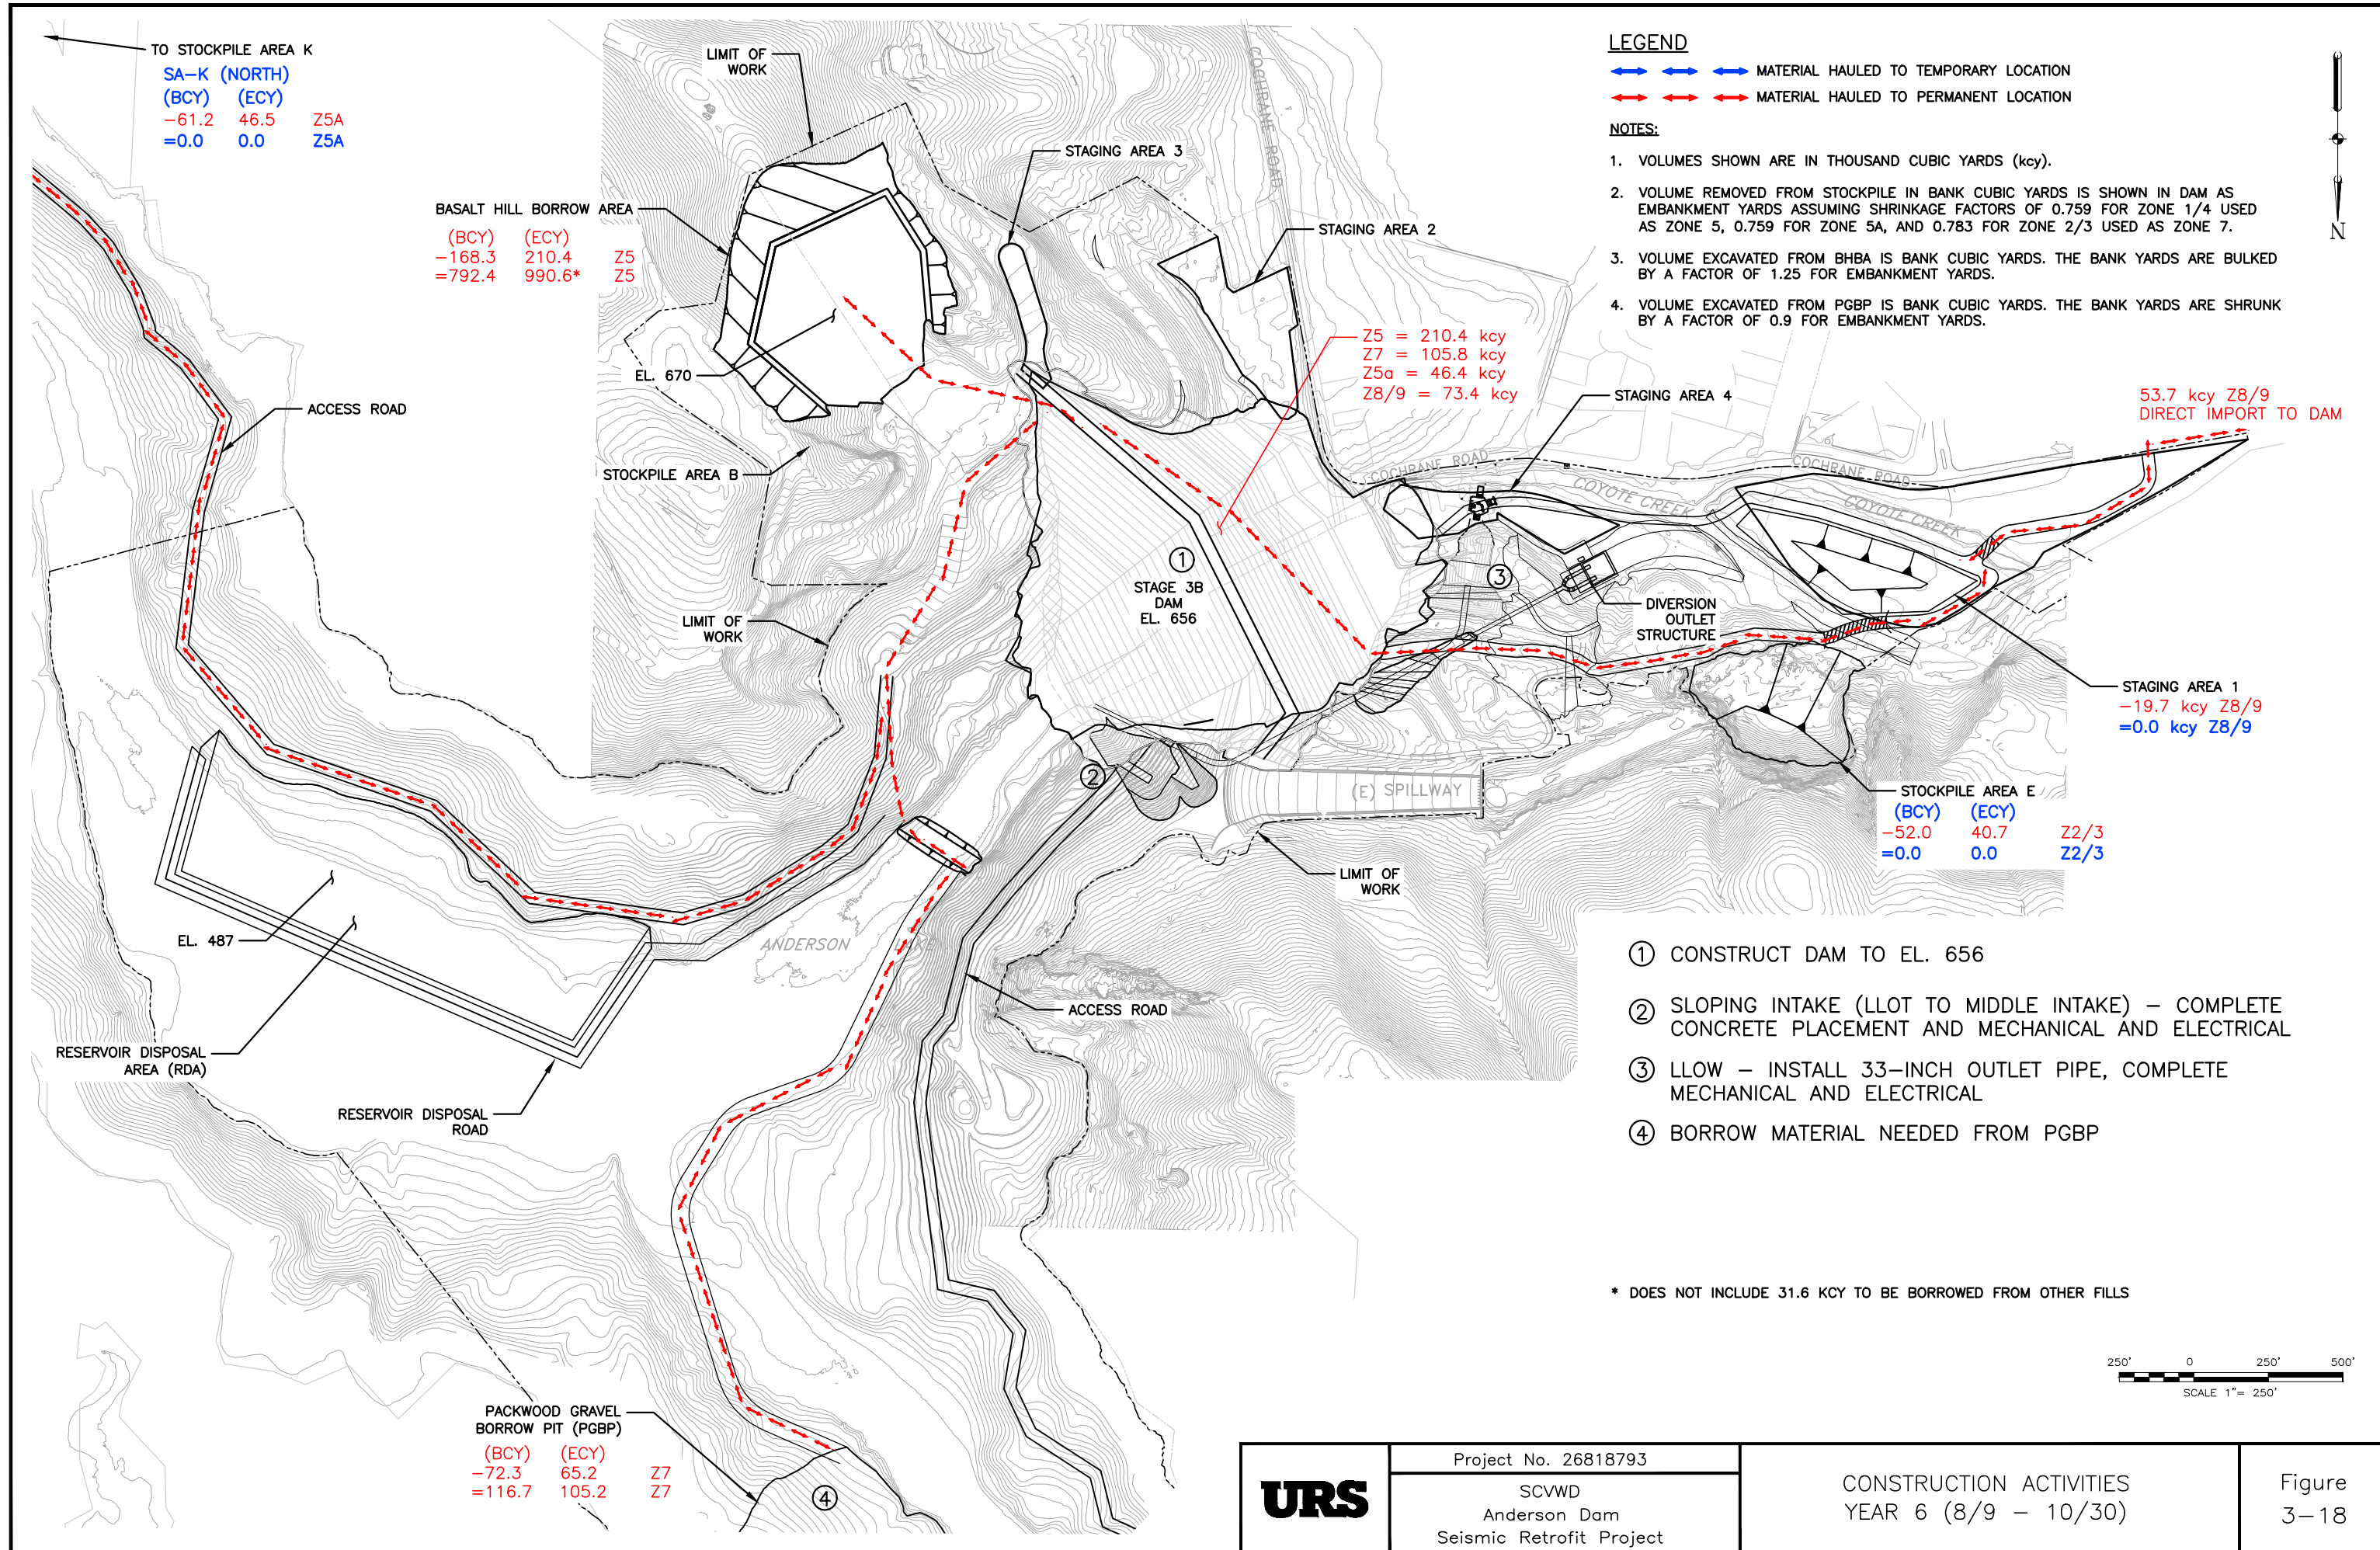 TO STOCKPILE AREA K
SA-K (NORTH)
(BCY) (ECY)
-61.2 46.5 Z5A
=0.0 0.0 Z5A
LIMIT OF
WORK
STAGING AREA 3
COCHRANE ROAD
BASALT HILL BORROW AREA
(BCY) (ECY)
-168.3 210.4 Z5
=792.4 990.6* Z5
STAGING AREA 2
LEGEND
MATERIAL HAULED TO TEMPORARY LOCATION
MATERIAL HAULED TO PERMANENT LOCATION
NOTES:
1. VOLUMES SHOWN ARE IN THOUSAND CUBIC YARDS (kcy).
2. VOLUME REMOVED FROM STOCKPILE IN BANK CUBIC YARDS IS SHOWN IN DAM AS
EMBANKMENT YARDS ASSUMING SHRINKAGE FACTORS OF 0.759 FOR ZONE 1/4 USED
AS ZONE 5, 0.759 FOR ZONE 5A, AND 0.783 FOR ZONE 2/3 USED AS ZONE 7.
3. VOLUME EXCAVATED FROM BHBA IS BANK CUBIC YARDS. THE BANK YARDS ARE BULKED
BY A FACTOR OF 1.25 FOR EMBANKMENT YARDS.
4. VOLUME EXCAVATED FROM PGBP IS BANK CUBIC YARDS. THE BANK YARDS ARE SHRUNK
BY A FACTOR OF 0.9 FOR EMBANKMENT YARDS.
N
Z5 = 210.4 kcy
Z7 = 105.8 kcy
Z5a = 46.4 kcy
Z8/9 = 73.4 kcy
EL. 670
ACCESS ROAD
STAGING AREA 4
53.7 kcy Z8/9
DIRECT IMPORT TO DAM
STOCKPILE AREA B
COCHRANE ROAD
COCHRANE ROAD
COYOTE CREEK
COYOTE CREEK
1
STAGE 3B
DAM
EL. 656
3
LIMIT OF
WORK
DIVERSION
OUTLET
STRUCTURE
STAGING AREA 1
-19.7 kcy Z8/9
=0.0 kcy Z8/9
2
(E) SPILLWAY
STOCKPILE AREA E
(BCY) (ECY)
-52.0 40.7 Z2/3
=0.0 0.0 Z2/3
LIMIT OF
WORK
EL. 487
ANDERSON LAKE
ACCESS ROAD
RESERVOIR DISPOSAL
AREA (RDA)
RESERVOIR DISPOSAL
ROAD
1 CONSTRUCT DAM TO EL. 656
2 SLOPING INTAKE (LLOT TO MIDDLE INTAKE) – COMPLETE
CONCRETE PLACEMENT AND MECHANICAL AND ELECTRICAL
3 LLOW – INSTALL 33-INCH OUTLET PIPE, COMPLETE
MECHANICAL AND ELECTRICAL
4 BORROW MATERIAL NEEDED FROM PGBP
* DOES NOT INCLUDE 31.6 KCY TO BE BORROWED FROM OTHER FILLS
250' 0 250' 500'
SCALE 1"= 250'
PACKWOOD GRAVEL
BORROW PIT (PGBP)
(BCY) (ECY)
-72.3 65.2 Z7
=116.7 105.2 Z7
4
URS
Project No. 26818793
SCVWD
Anderson Dam
Seismic Retrofit Project
CONSTRUCTION ACTIVITIES
YEAR 6 (8/9 – 10/30)
Figure
3-18